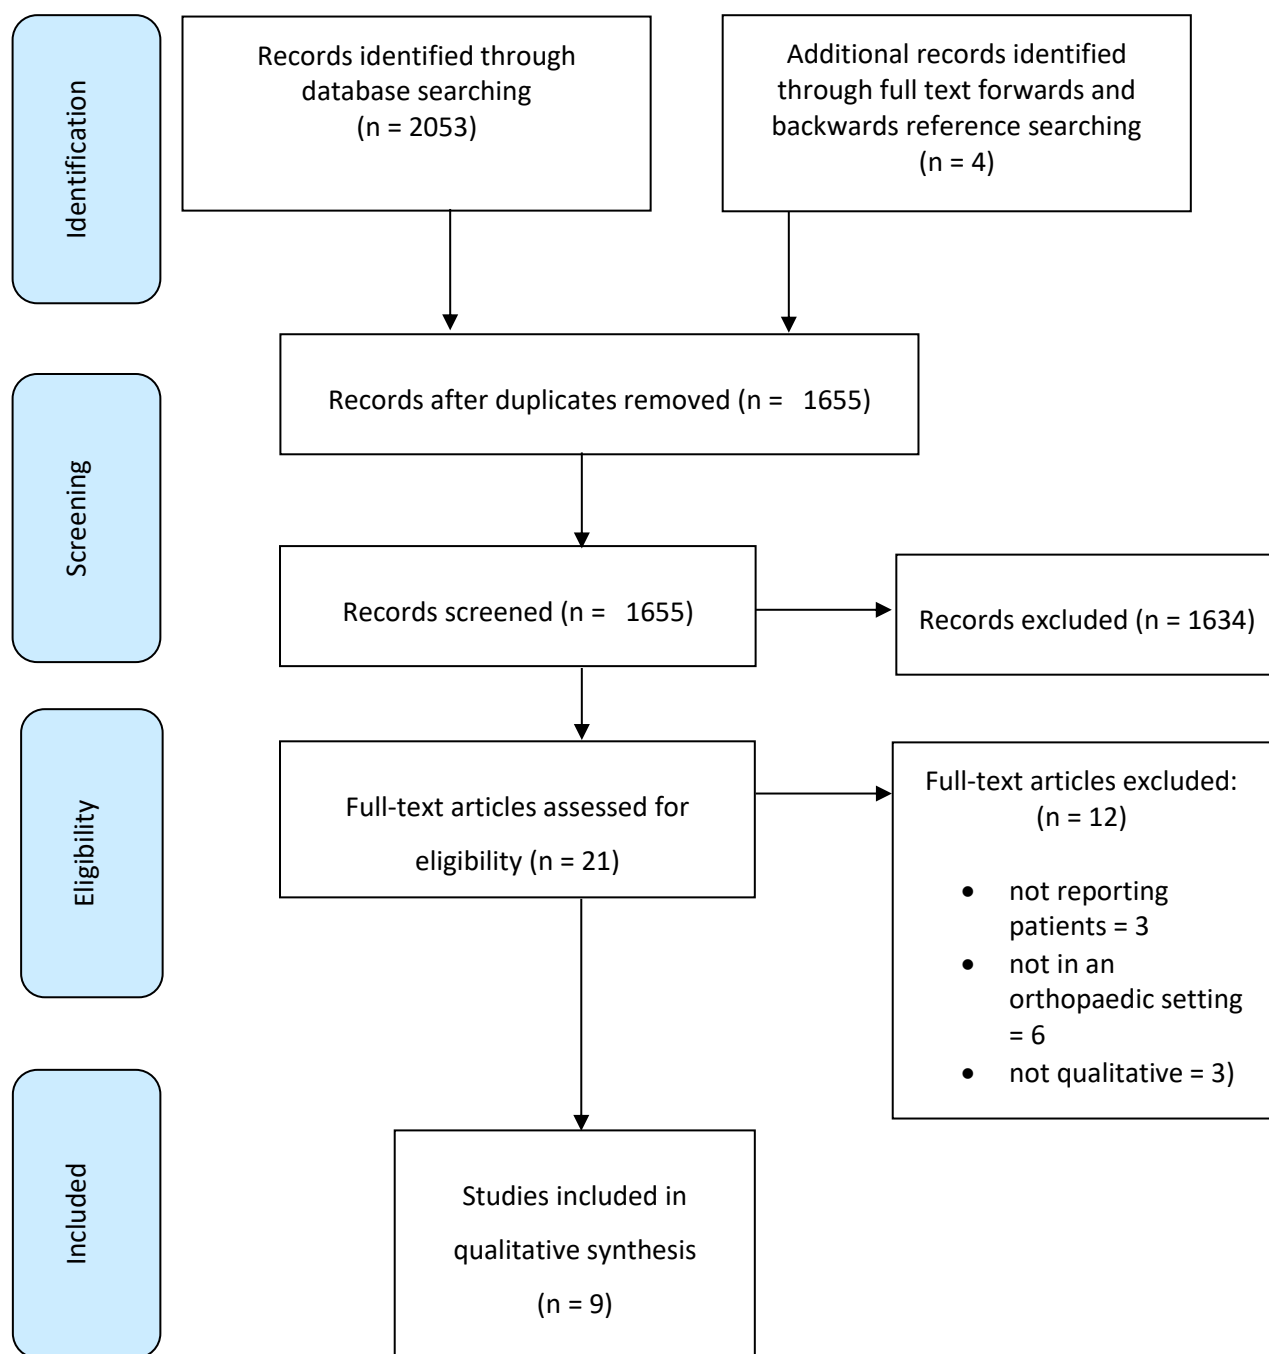 Identification
Records identified through
database searching
(n = 2053)
Additional records identified
through full text forwards and
backwards reference searching
(n = 4)
Records after duplicates removed (n =   1655)
Screening
Records screened (n =   1655)
Records excluded (n = 1634)
Eligibility
Full-text articles assessed for
eligibility (n = 21)
Full-text articles excluded:
(n = 12)
• not reporting
patients = 3
• not in an
orthopaedic setting
= 6
• not qualitative = 3)
Included
Studies included in
qualitative synthesis
(n = 9)